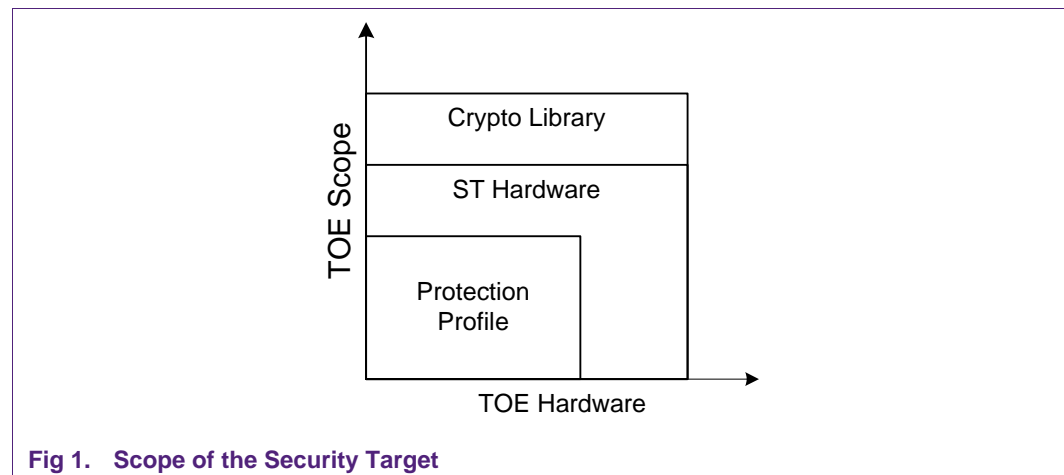 Crypto Library
ST Hardware
Protection
Profile
TOE Scope
TOE Hardware
Fig 1. Scope of the Security Target